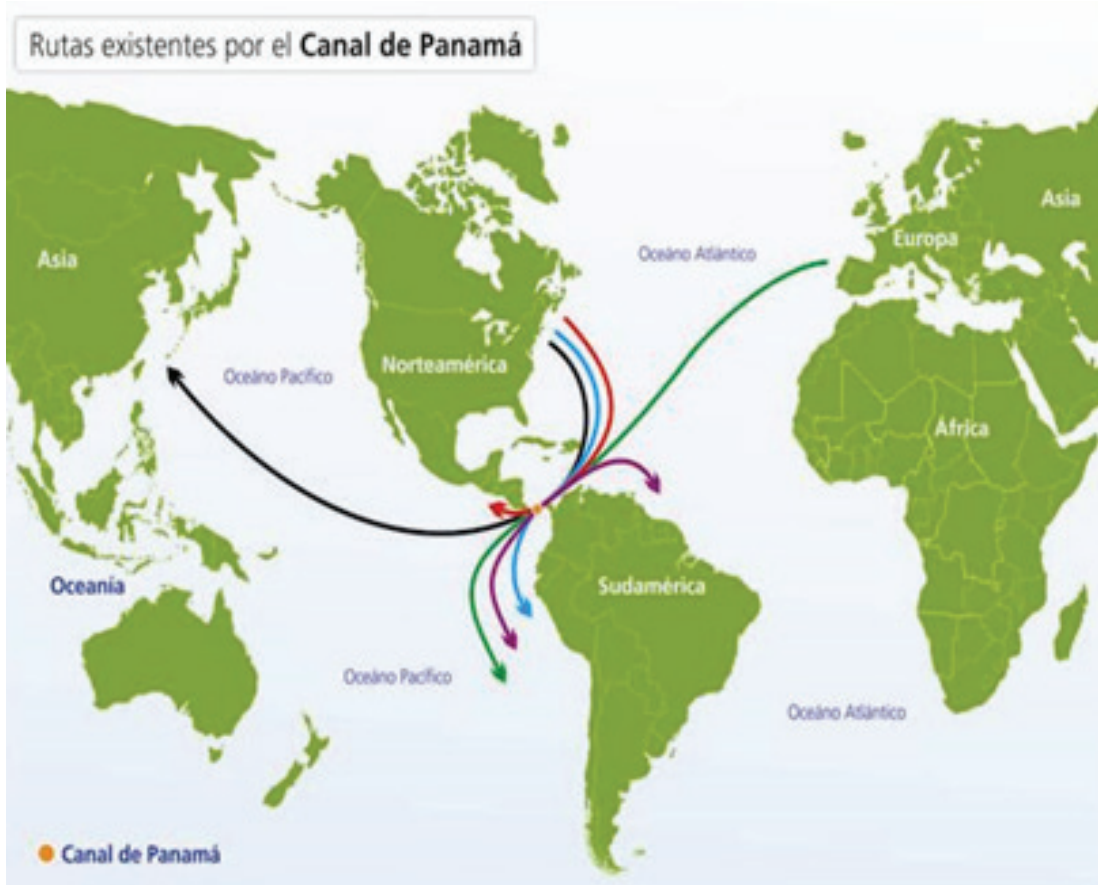 Rutas existentes por el Canal de Panamá
Asia
Oceáno Atlántico
Europa
Asia
Oceáno Pacífico
Norteamérica
África
Oceanía
Sudamérica
Oceáno Pacífico
Oceáno Atlántico
Canal de Panamá